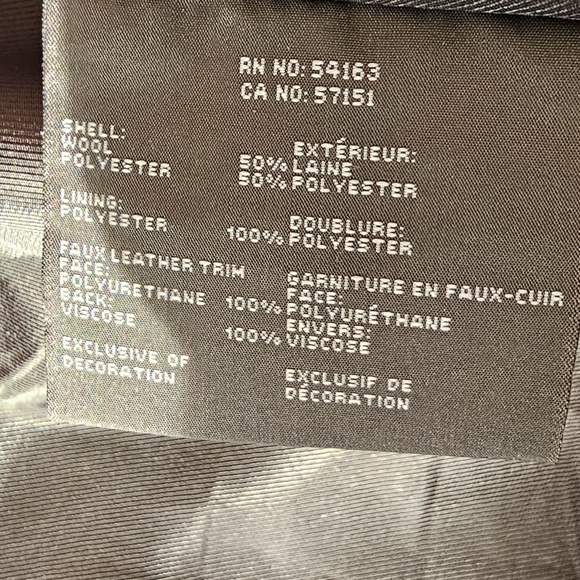 RN NO: 54163
CA NO: 57151
SHELL: EXTÉRIEUR:
WOOL 50% LAINE
POLYESTER 50% POLYESTER
LINING: DOUBLURE:
POLYESTER 100% POLYESTER
FAUX LEATHER TRIM GARNITURE EN FAUX-CUIR
FACE: FACE:
POLYURETHANE 100% POLYURÉTHANE
BACK: ENVERS:
VISCOSE 100% VISCOSE
EXCLUSIVE OF EXCLUSIF DE
DECORATION DÉCORATION